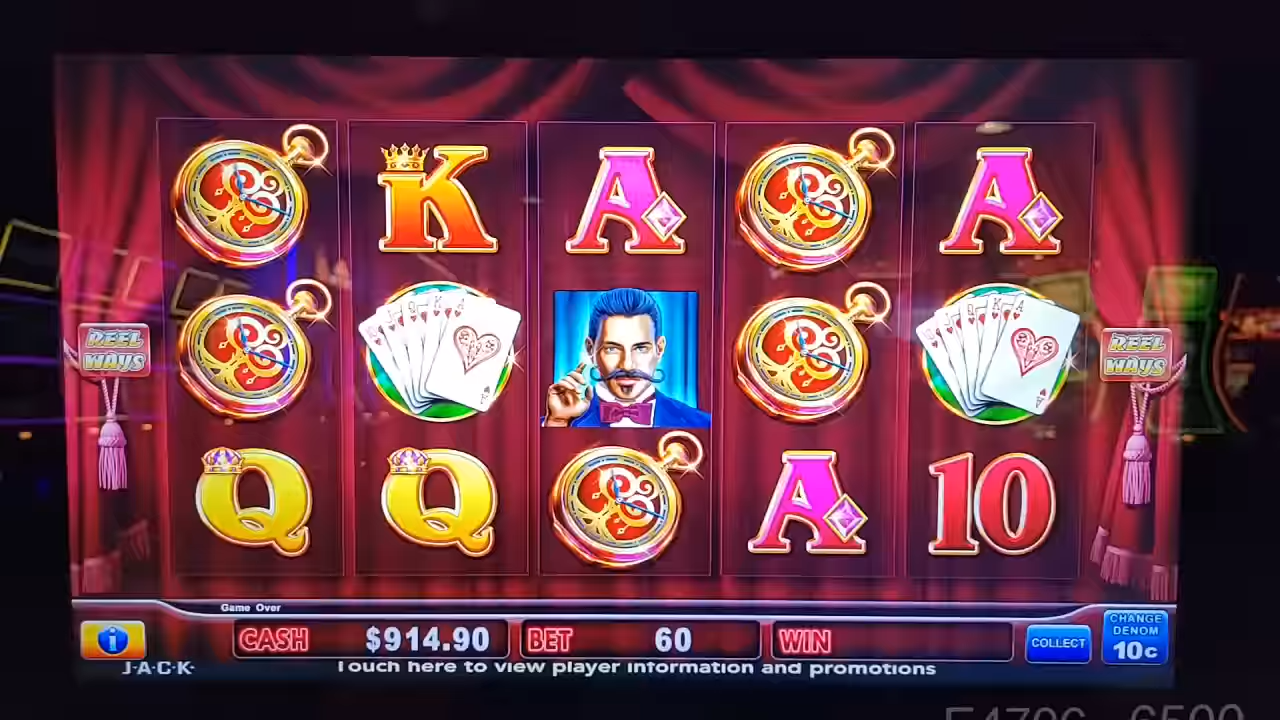 K A A
REEL
WAYS
REEL
WAYS
Q Q A 10
Game Over
CASH $914.90 BET 60 WIN
COLLECT
CHANGE
DENOM
10¢
i
J·A·C·K
Touch here to view player information and promotions